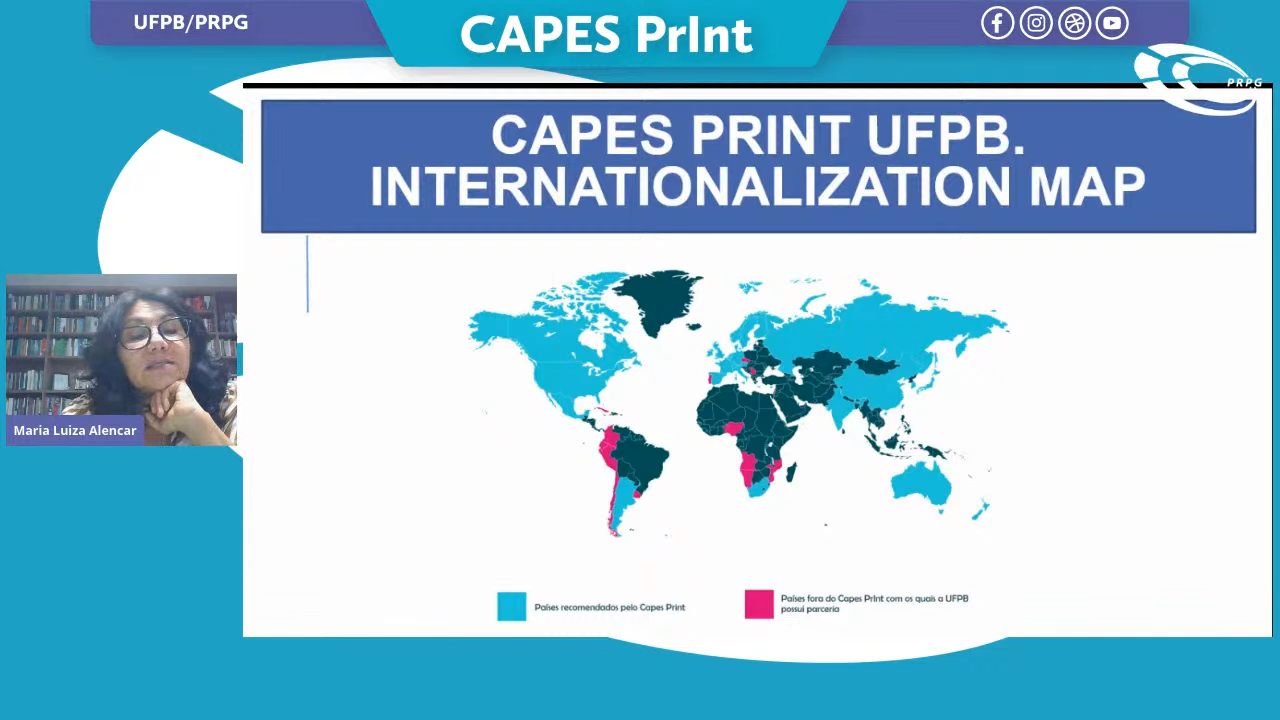 UFPB/PRPG
CAPES PrInt
PRPG
CAPES PRINT UFPB.
INTERNATIONALIZATION MAP
Maria Luiza Alencar
Países recomendados pelo Capes PrInt
Países fora do Capes PrInt com os quais a UFPB
possui parceria